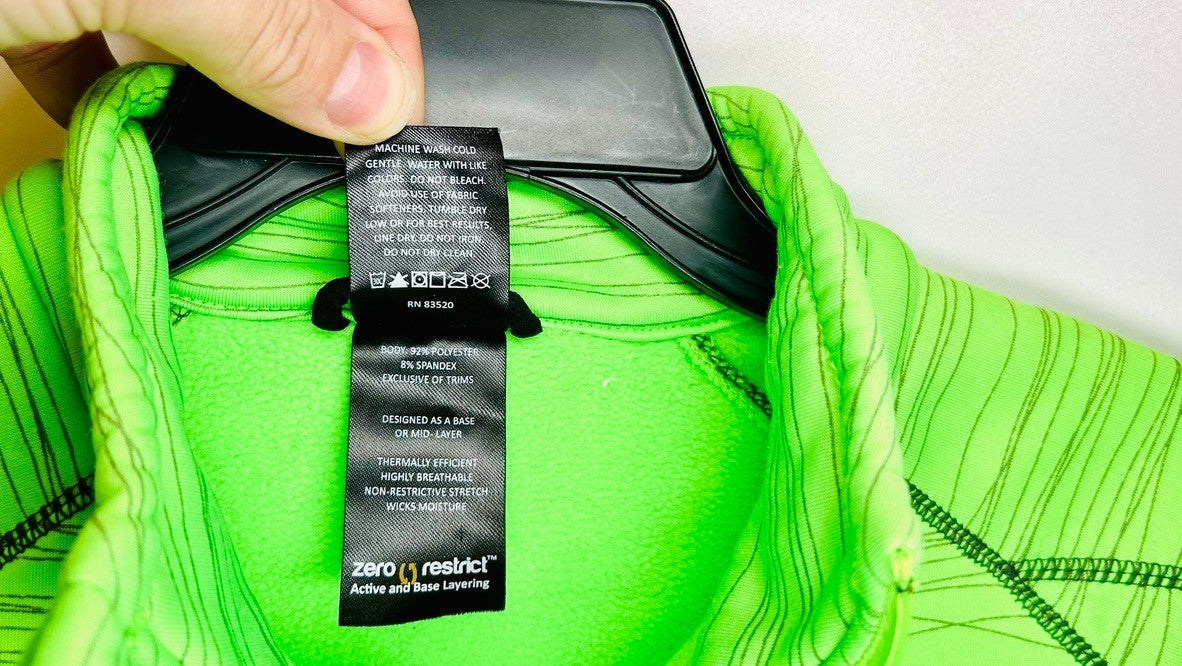 MACHINE WASH COLD
GENTLE. WATER WITH LIKE
COLORS. DO NOT BLEACH.
AVOID USE OF FABRIC
SOFTENERS. TUMBLE DRY
LOW OR FOR BEST RESULTS
LINE DRY. DO NOT IRON.
DO NOT DRY CLEAN
RN 83520
BODY: 92% POLYESTER
8% SPANDEX
EXCLUSIVE OF TRIMS
DESIGNED AS A BASE
OR MID- LAYER
THERMALLY EFFICIENT
HIGHLY BREATHABLE
NON-RESTRICTIVE STRETCH
WICKS MOISTURE
zero restrict™
Active and Base Layering